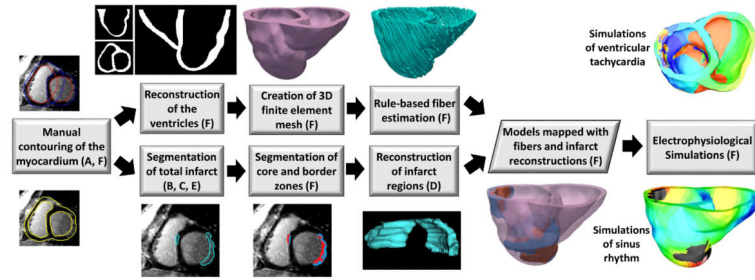 Simulations
of ventricular
tachycardia
Manual
contouring of the
myocardium (A, F)
Reconstruction
of the
ventricles (F)
Creation of 3D
finite element
mesh (F)
Rule-based fiber
estimation (F)
Segmentation
of total infarct
(B, C, E)
Segmentation of
core and border
zones (F)
Reconstruction
of infarct
regions (D)
Models mapped with
fibers and infarct
reconstructions (F)
Electrophysiological
Simulations (F)
Simulations
of sinus
rhythm